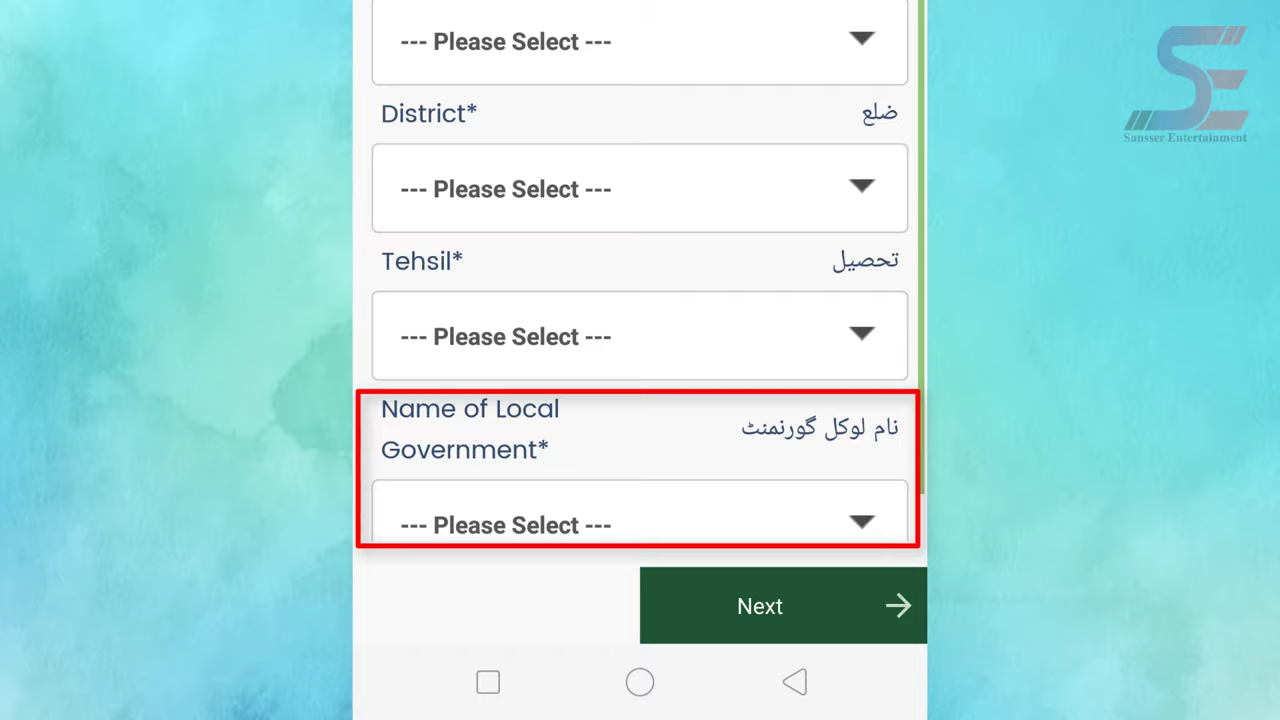 --- Please Select ---
District* ضلع
--- Please Select ---
Tehsil* تحصیل
--- Please Select ---
Name of Local
Government*
نام لوکل گورنمنٹ
--- Please Select ---
Next
SE
Sansser Entertainment